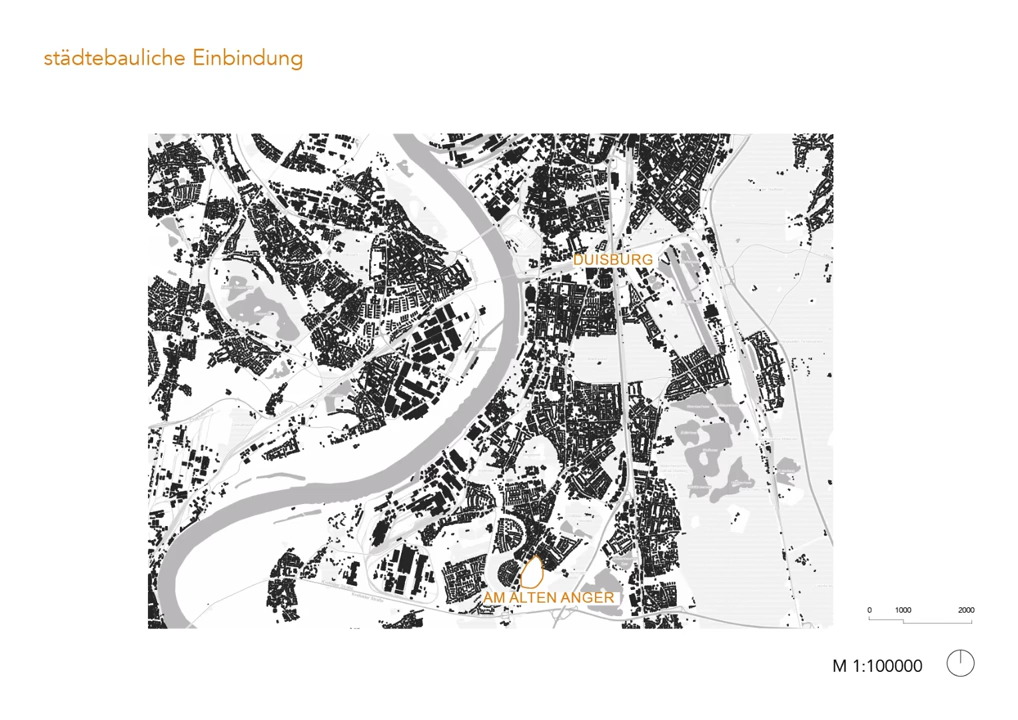 städtebauliche Einbindung
DUISBURG
AM ALTEN ANGER
0 1000 2000
M 1:100000